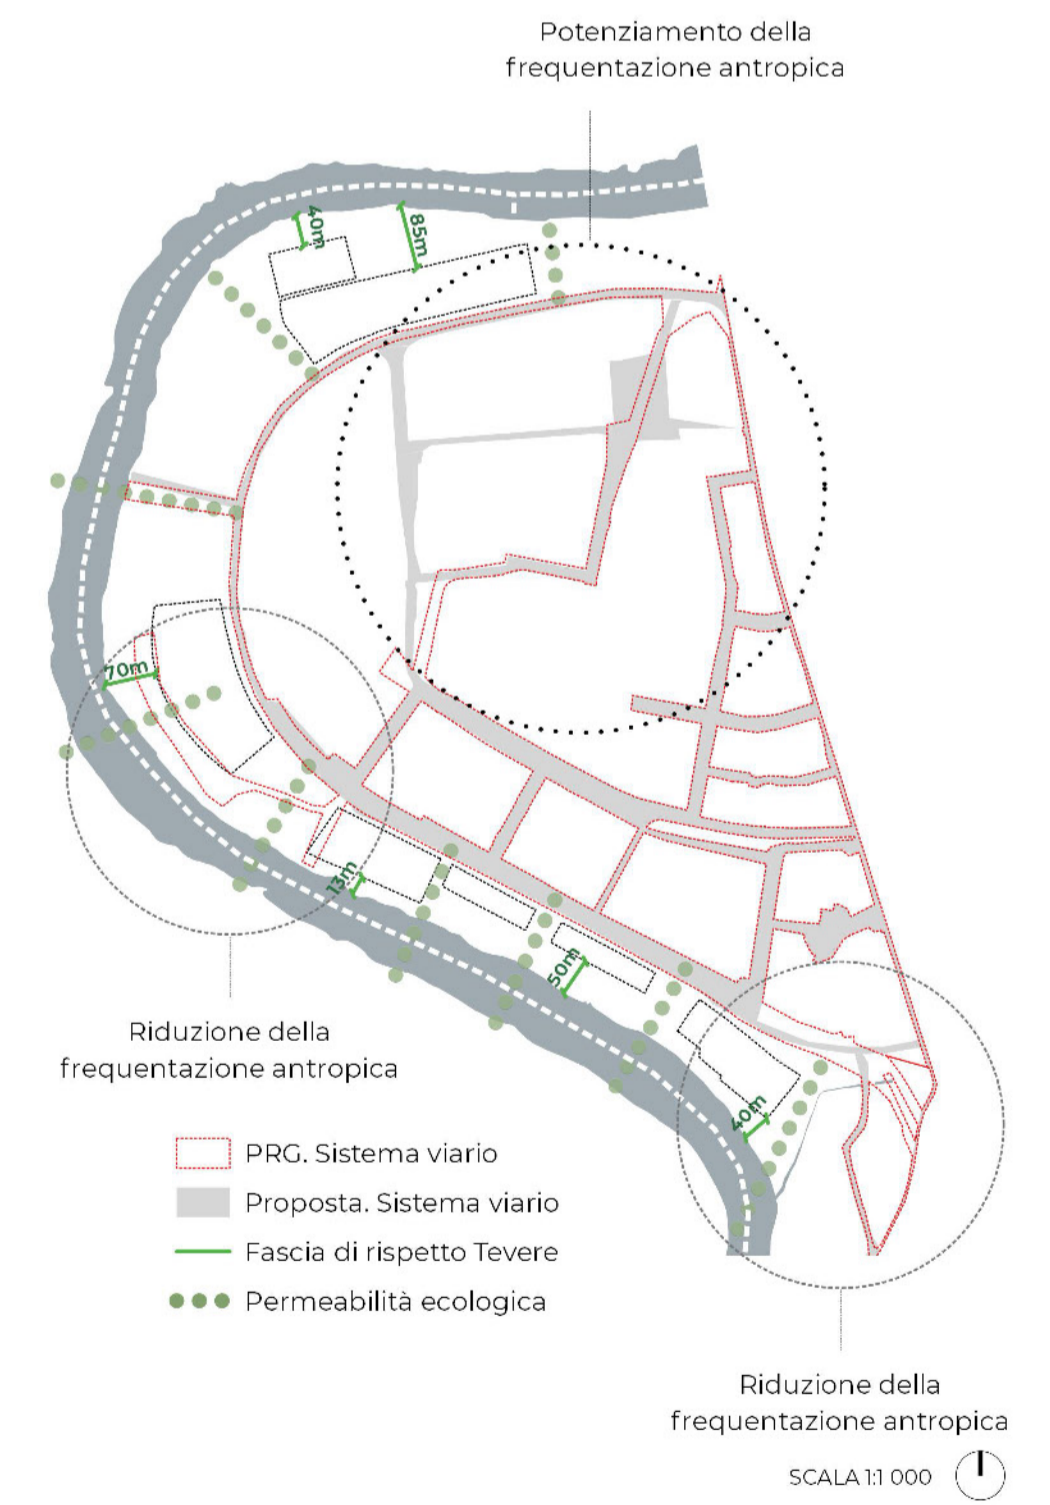 Potenziamento della
frequentazione antropica
40m
85m
70m
13m
50m
40m
Riduzione della
frequentazione antropica
PRG. Sistema viario
Proposta. Sistema viario
Fascia di rispetto Tevere
Permeabilità ecologica
Riduzione della
frequentazione antropica
SCALA 1:1 000